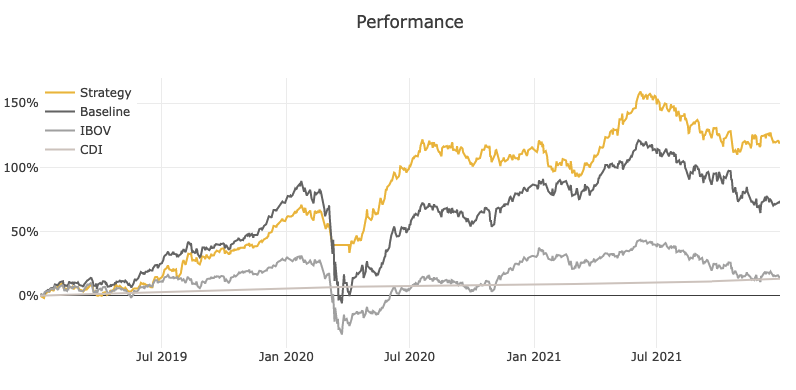 Performance
Strategy
Baseline
IBOV
CDI
150%
100%
50%
0%
Jul 2019
Jan 2020
Jul 2020
Jan 2021
Jul 2021